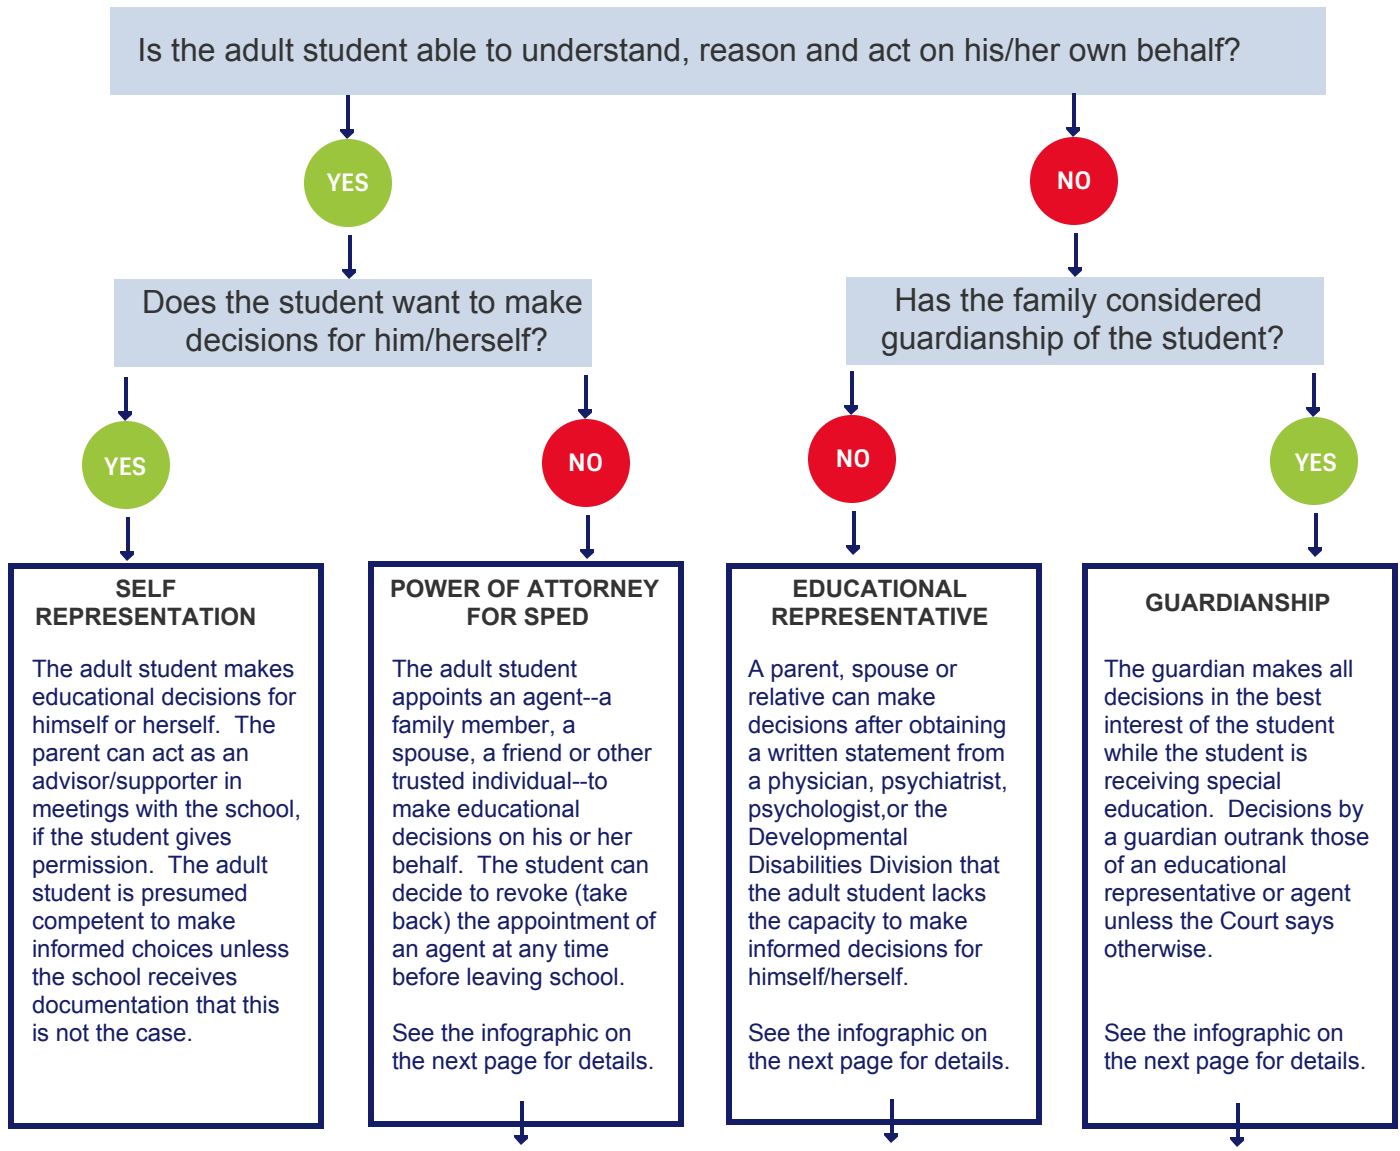 Is the adult student able to understand, reason and act on his/her own behalf?
YES
NO
Does the student want to make
decisions for him/herself?
Has the family considered
guardianship of the student?
YES
NO
NO
YES
SELF
REPRESENTATION
The adult student makes
educational decisions for
himself or herself.  The
parent can act as an
advisor/supporter in
meetings with the school,
if the student gives
permission.  The adult
student is presumed
competent to make
informed choices unless
the school receives
documentation that this
is not the case.
POWER OF ATTORNEY
FOR SPED
The adult student
appoints an agent--a
family member, a
spouse, a friend or other
trusted individual--to
make educational
decisions on his or her
behalf.  The student can
decide to revoke (take
back) the appointment of
an agent at any time
before leaving school.
See the infographic on
the next page for details.
EDUCATIONAL
REPRESENTATIVE
A parent, spouse or
relative can make
decisions after obtaining
a written statement from
a physician, psychiatrist,
psychologist,or the
Developmental
Disabilities Division that
the adult student lacks
the capacity to make
informed decisions for
himself/herself.
See the infographic on
the next page for details.
GUARDIANSHIP
The guardian makes all
decisions in the best
interest of the student
while the student is
receiving special
education.  Decisions by
a guardian outrank those
of an educational
representative or agent
unless the Court says
otherwise.
See the infographic on
the next page for details.